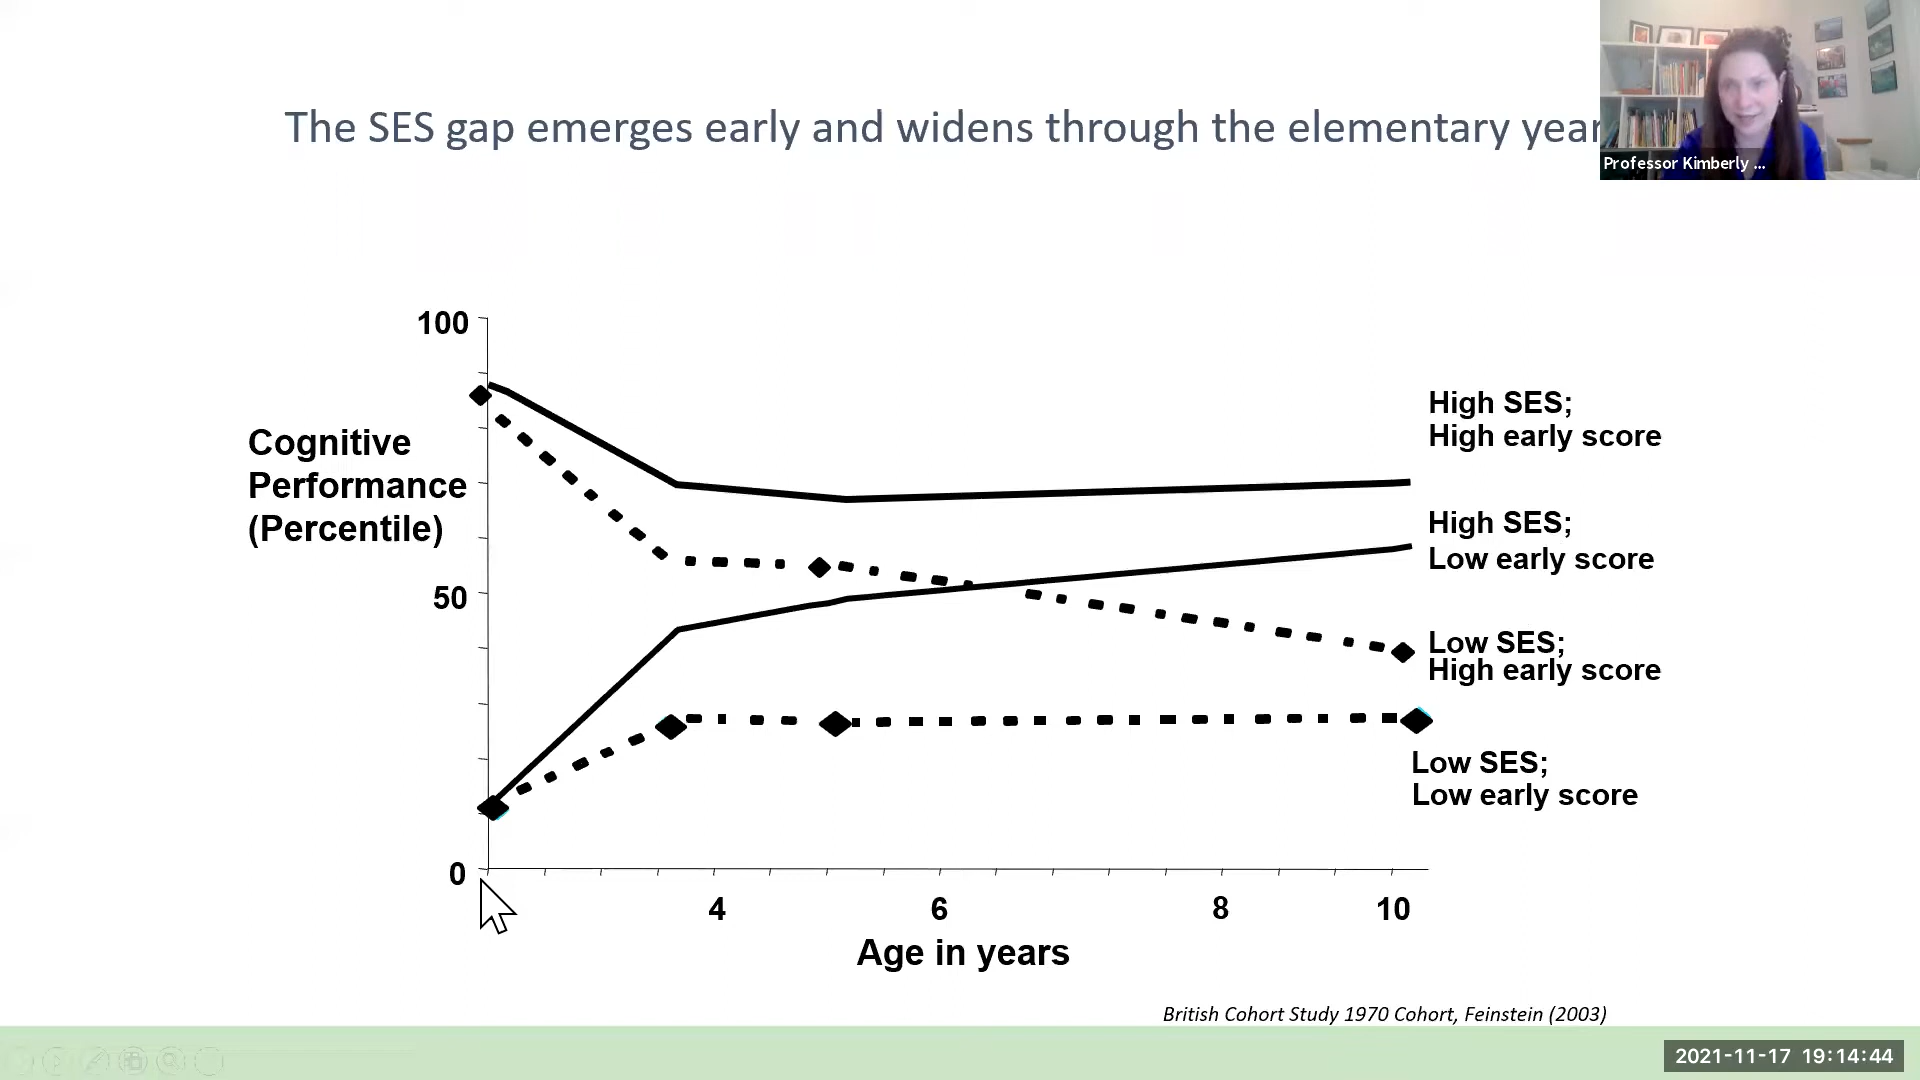 The SES gap emerges early and widens through the elementary year
Professor Kimberly ...
100
Cognitive
Performance
(Percentile)
50
0
High SES;
High early score
High SES;
Low early score
Low SES;
High early score
Low SES;
Low early score
4 6 8 10
Age in years
British Cohort Study 1970 Cohort, Feinstein (2003)
2021-11-17 19:14:44